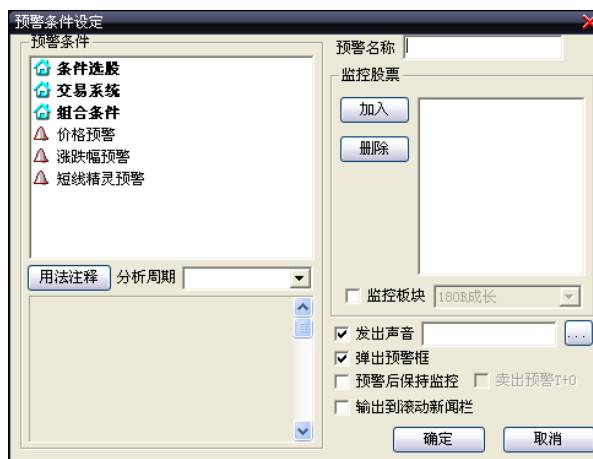 预警条件设定
预警条件
条件选股
交易系统
组合条件
价格预警
涨跌幅预警
短线精灵预警
用法注释 分析周期
预警名称
监控股票
加入
删除
监控板块 180R成长
发出声音 ...
弹出预警框
预警后保持监控 卖出预警T+0
输出到滚动新闻栏
确定 取消